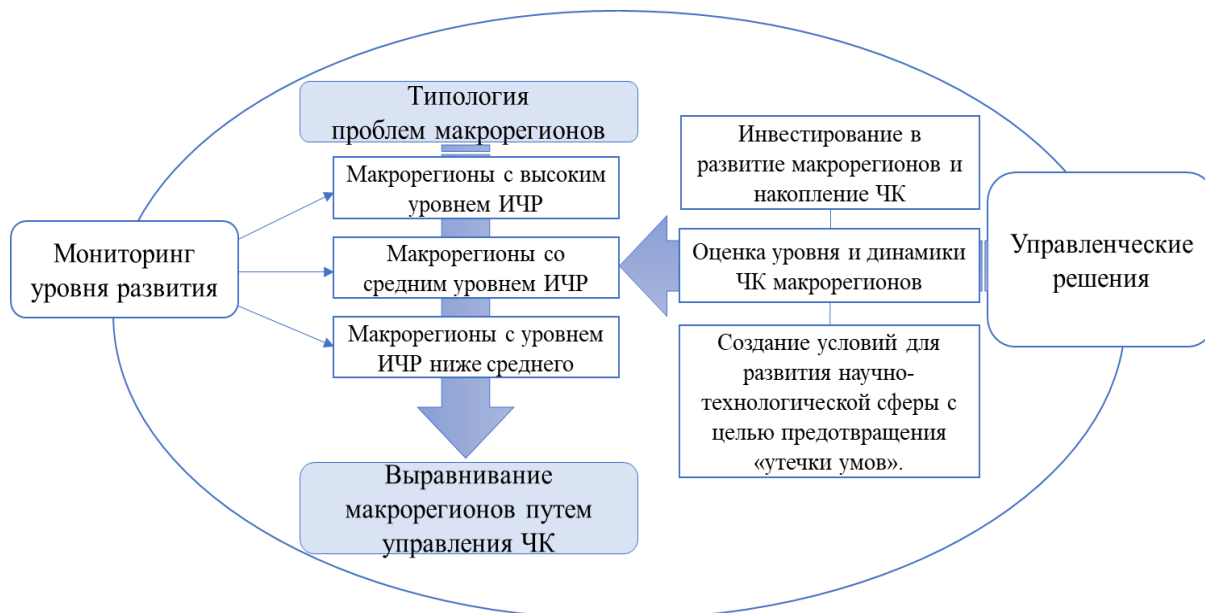 Типология
проблем макрорегионов
Макрорегионы с высоким
уровнем ИЧР
Макрорегионы со
средним уровнем ИЧР
Макрорегионы с уровнем
ИЧР ниже среднего
Выравнивание
макрорегионов путем
управления ЧК
Мониторинг
уровня развития
Инвестирование в
развитие макрорегионов и
накопление ЧК
Оценка уровня и динамики
ЧК макрорегионов
Создание условий для
развития научно-
технологической сферы с
целью предотвращения
«утечки умов».
Управленческие
решения